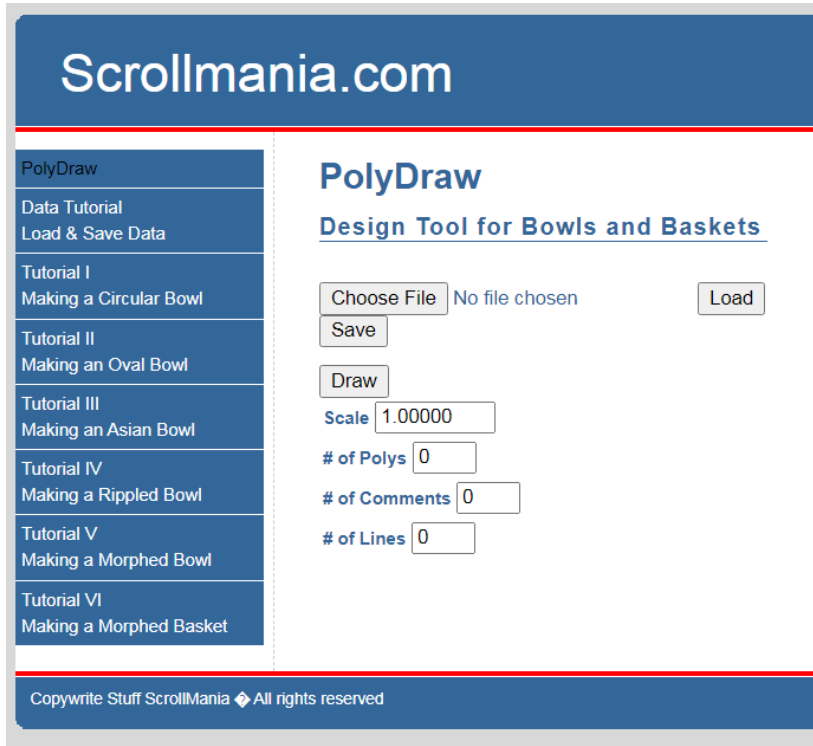 Scrollmania.com
PolyDraw
Data Tutorial
Load & Save Data
Tutorial I
Making a Circular Bowl
Tutorial II
Making an Oval Bowl
Tutorial III
Making an Asian Bowl
Tutorial IV
Making a Rippled Bowl
Tutorial V
Making a Morphed Bowl
Tutorial VI
Making a Morphed Basket
PolyDraw
Design Tool for Bowls and Baskets
Choose File No file chosen Load
Save
Draw
Scale 1.00000
# of Polys 0
# of Comments 0
# of Lines 0
Copywrite Stuff ScrollMania � All rights reserved